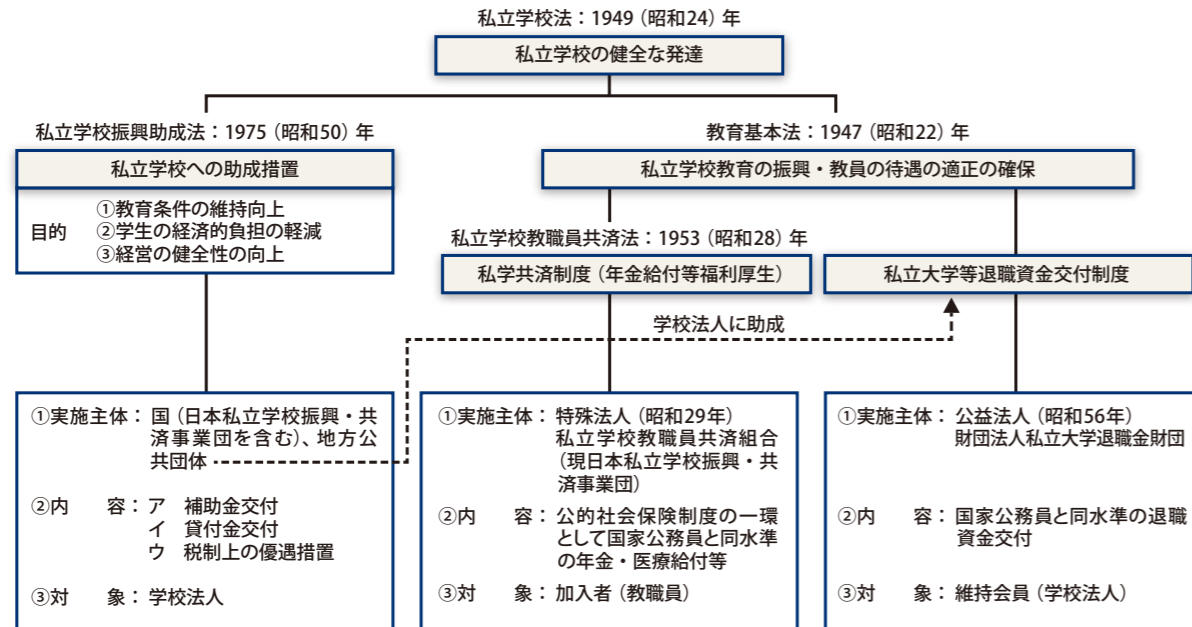 私立学校法：1949（昭和24）年
私立学校の健全な発達
私立学校振興助成法：1975（昭和50）年
私立学校への助成措置
目的
①教育条件の維持向上
②学生の経済的負担の軽減
③経営の健全性の向上
教育基本法：1947（昭和22）年
私立学校教育の振興・教員の待遇の適正の確保
私立学校教職員共済法：1953（昭和28）年
私学共済制度（年金給付等福利厚生）
私立大学等退職資金交付制度
学校法人に助成
①実施主体：国（日本私立学校振興・共
済事業団を含む）、地方公
共団体
②内　　容：ア　補助金交付
イ　貸付金交付
ウ　税制上の優遇措置
③対　　象：学校法人
①実施主体：特殊法人（昭和29年）
私立学校教職員共済組合
（現日本私立学校振興・共
済事業団）
②内　　容：公的社会保険制度の一環
として国家公務員と同水準
の年金・医療給付等
③対　　象：加入者（教職員）
①実施主体：公益法人（昭和56年）
財団法人私立大学退職金財団
②内　　容：国家公務員と同水準の退職
資金交付
③対　　象：維持会員（学校法人）